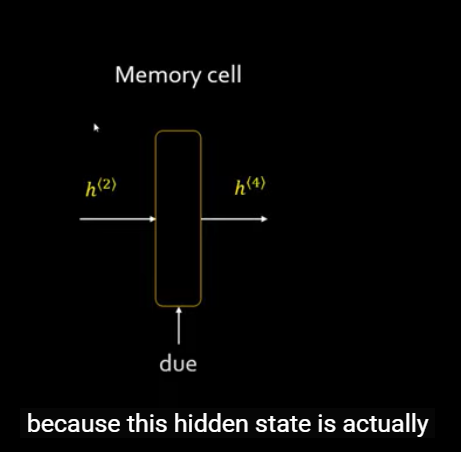 Memory cell
h⟨2⟩
h⟨4⟩
due
because this hidden state is actually